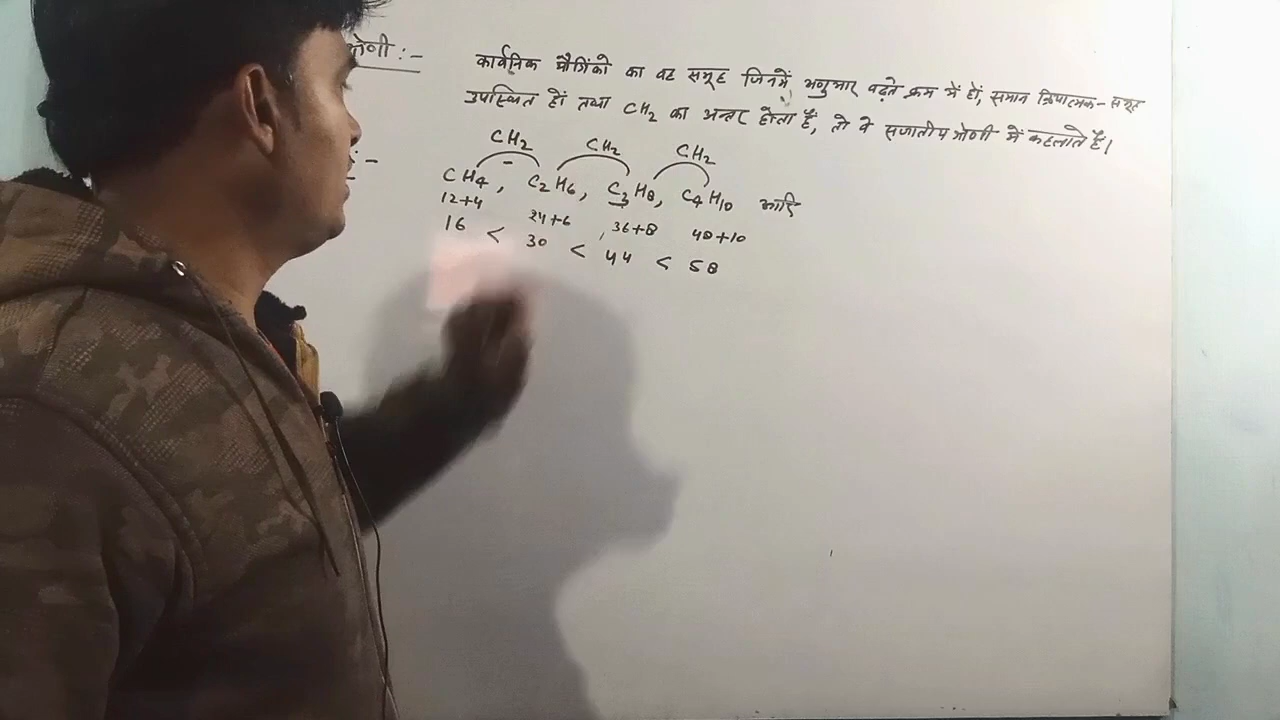 श्रेणी :-
कार्बनिक यौगिकों का वह समूह जिनमें अणुभार बढ़ते क्रम में हों, समान क्रियात्मक-समूह
उपस्थित हों तथा CH2 का अन्तर होता है, तो वे सजातीय श्रेणी में कहलाते है।
CH2 CH2 CH2
:-
CH4, C2H6, C3H8, C4H10 आदि
12+4 24+6 , 36+8 48+10
16 < 30 < 44 < 58